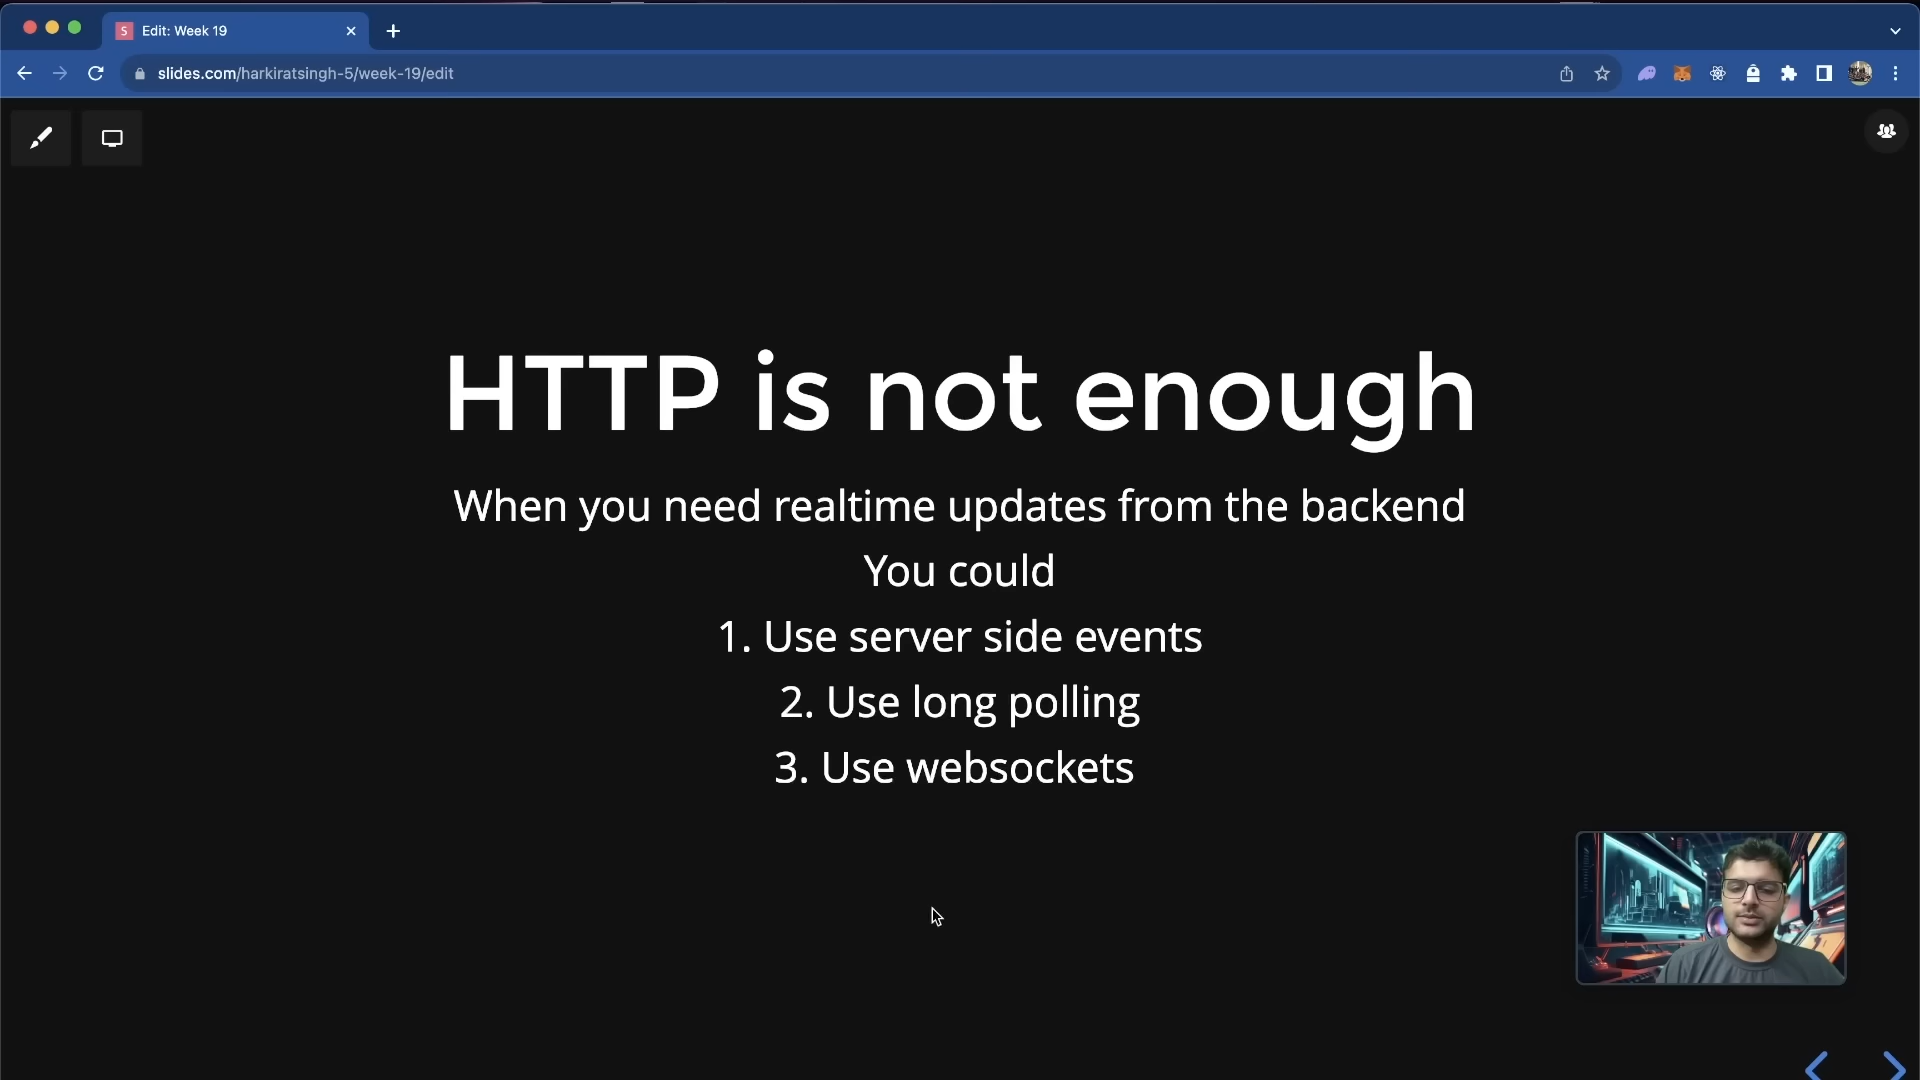 S Edit: Week 19
slides.com/harkiratsingh-5/week-19/edit
HTTP is not enough
When you need realtime updates from the backend
You could
1. Use server side events
2. Use long polling
3. Use websockets